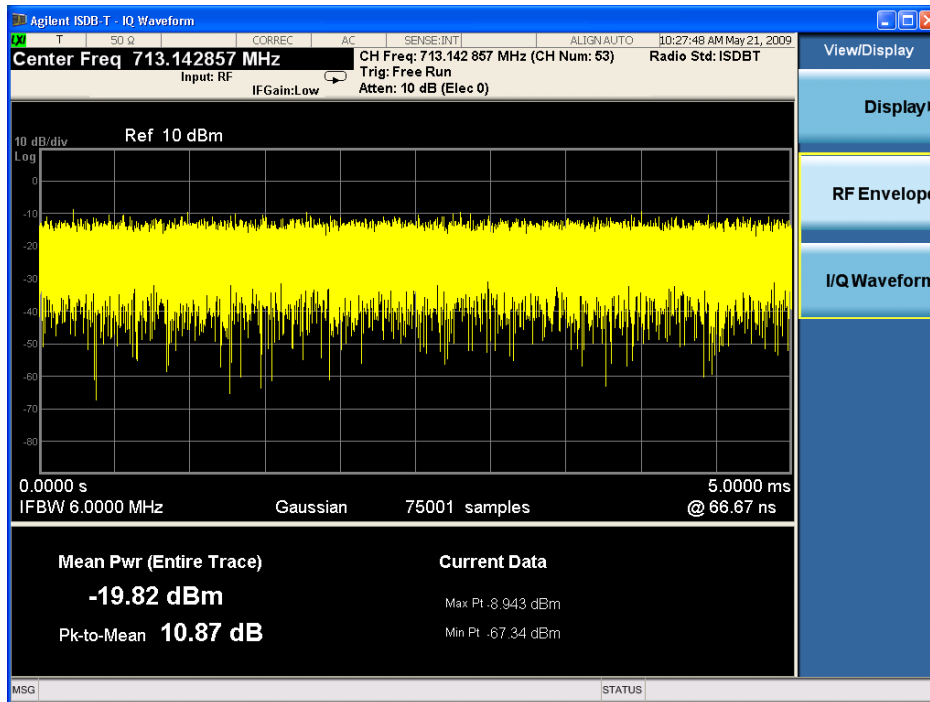 Agilent ISDB-T - IQ Waveform
LXI T 50 Ω CORREC AC SENSE:INT ALIGN AUTO 10:27:48 AM May 21, 2009
Center Freq 713.142857 MHz
CH Freq: 713.142 857 MHz (CH Num: 53) Radio Std: ISDBT
Input: RF Trig: Free Run
IFGain:Low Atten: 10 dB (Elec 0)
View/Display
Display
RF Envelope
I/Q Waveform
10 dB/div Ref 10 dBm
Log
0
-10
-20
-30
-40
-50
-60
-70
-80
0.0000 s 5.0000 ms
IFBW 6.0000 MHz Gaussian 75001 samples @ 66.67 ns
Mean Pwr (Entire Trace) Current Data
-19.82 dBm Max Pt -8.943 dBm
Pk-to-Mean 10.87 dB Min Pt -67.34 dBm
MSG STATUS